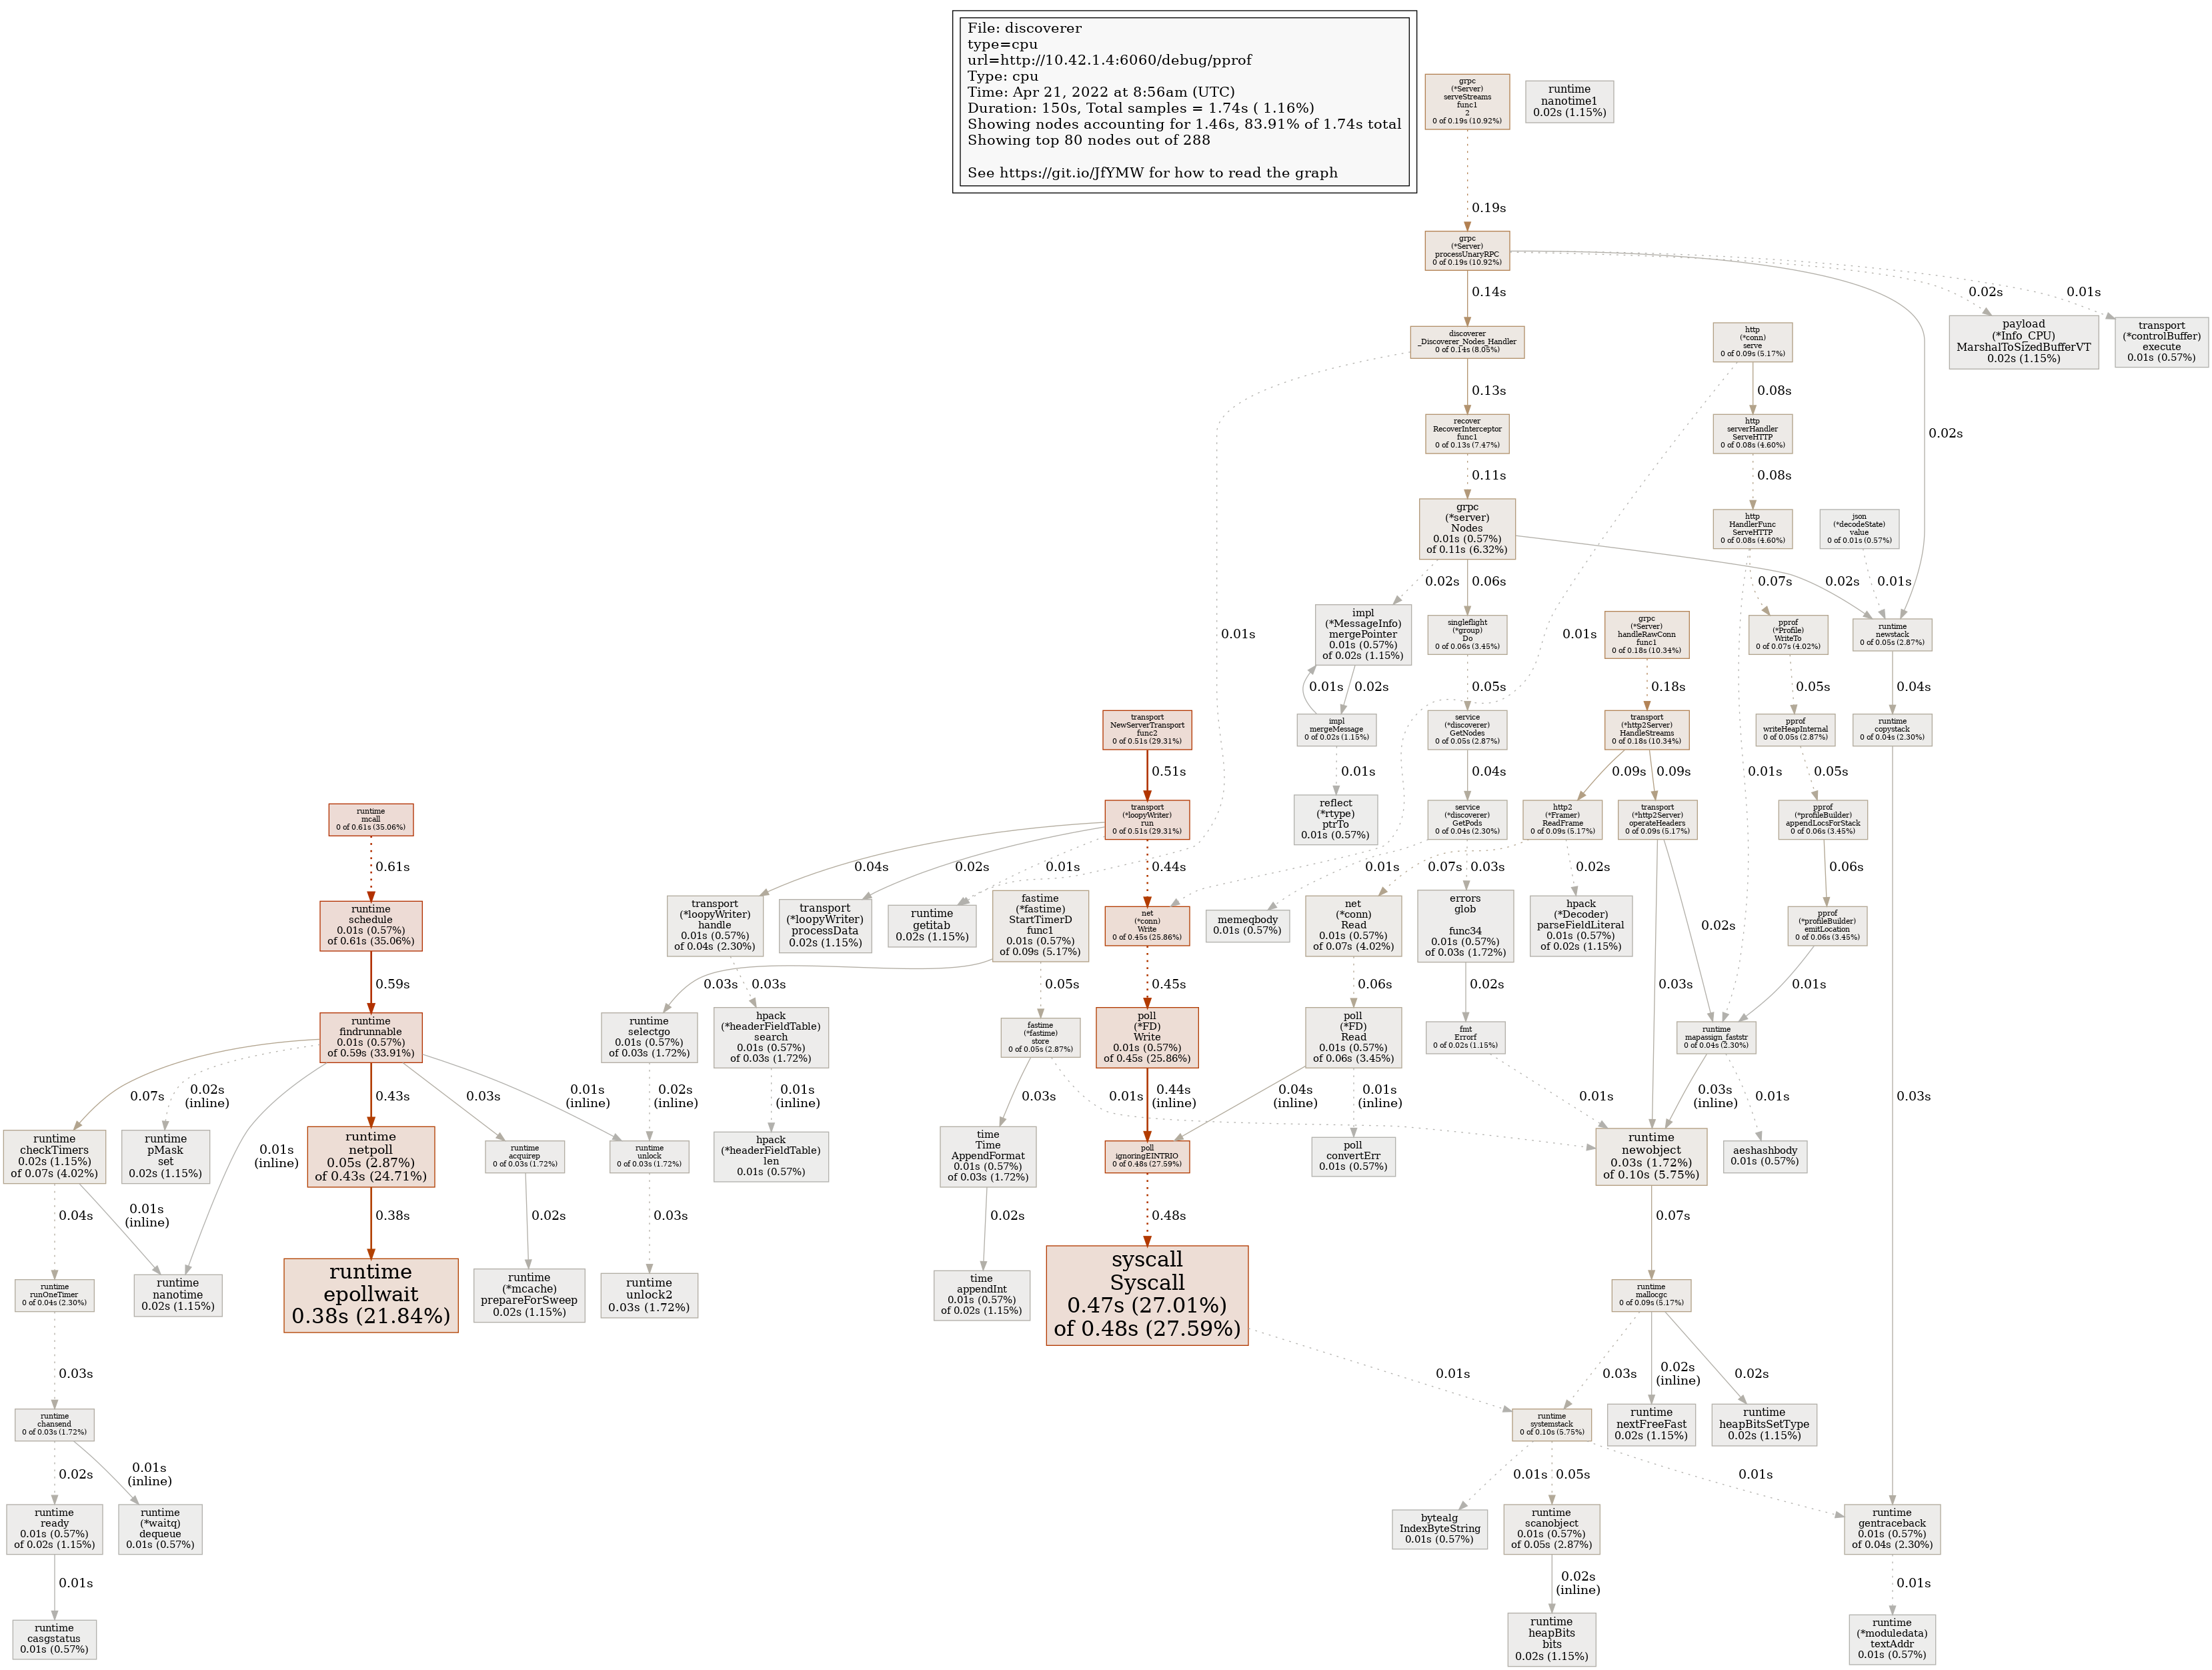 File: discoverer
type=cpu
url=http://10.42.1.4:6060/debug/pprof
Type: cpu
Time: Apr 21, 2022 at 8:56am (UTC)
Duration: 150s, Total samples = 1.74s ( 1.16%)
Showing nodes accounting for 1.46s, 83.91% of 1.74s total
Showing top 80 nodes out of 288
See https://git.io/JfYMW for how to read the graph
grpc
(*Server)
serveStreams
func1
2
0 of 0.19s (10.92%)
runtime
nanotime1
0.02s (1.15%)
0.19s
grpc
(*Server)
processUnaryRPC
0 of 0.19s (10.92%)
0.14s
0.02s
0.01s
discoverer
_Discoverer_Nodes_Handler
0 of 0.14s (8.05%)
http
(*conn)
serve
0 of 0.09s (5.17%)
payload
(*Info_CPU)
MarshalToSizedBufferVT
0.02s (1.15%)
transport
(*controlBuffer)
execute
0.01s (0.57%)
0.13s
0.08s
recover
RecoverInterceptor
func1
0 of 0.13s (7.47%)
http
serverHandler
ServeHTTP
0 of 0.08s (4.60%)
0.02s
0.11s
0.08s
grpc
(*server)
Nodes
0.01s (0.57%)
of 0.11s (6.32%)
http
HandlerFunc
ServeHTTP
0 of 0.08s (4.60%)
json
(*decodeState)
value
0 of 0.01s (0.57%)
0.02s
0.06s
0.07s
0.02s
0.01s
impl
(*MessageInfo)
mergePointer
0.01s (0.57%)
of 0.02s (1.15%)
singleflight
(*group)
Do
0 of 0.06s (3.45%)
grpc
(*Server)
handleRawConn
func1
0 of 0.18s (10.34%)
pprof
(*Profile)
WriteTo
0 of 0.07s (4.02%)
runtime
newstack
0 of 0.05s (2.87%)
0.01s
0.01s
0.01s
0.02s
0.05s
0.18s
0.05s
0.04s
transport
NewServerTransport
func2
0 of 0.51s (29.31%)
impl
mergeMessage
0 of 0.02s (1.15%)
service
(*discoverer)
GetNodes
0 of 0.05s (2.87%)
transport
(*http2Server)
HandleStreams
0 of 0.18s (10.34%)
pprof
writeHeapInternal
0 of 0.05s (2.87%)
runtime
copystack
0 of 0.04s (2.30%)
0.51s
0.01s
0.04s
0.09s
0.09s
0.01s
0.05s
runtime
mcall
0 of 0.61s (35.06%)
transport
(*loopyWriter)
run
0 of 0.51s (29.31%)
reflect
(*rtype)
ptrTo
0.01s (0.57%)
service
(*discoverer)
GetPods
0 of 0.04s (2.30%)
http2
(*Framer)
ReadFrame
0 of 0.09s (5.17%)
transport
(*http2Server)
operateHeaders
0 of 0.09s (5.17%)
pprof
(*profileBuilder)
appendLocsForStack
0 of 0.06s (3.45%)
0.61s
0.04s
0.02s
0.01s
0.44s
0.01s
0.03s
0.07s
0.02s
0.06s
runtime
schedule
0.01s (0.57%)
of 0.61s (35.06%)
transport
(*loopyWriter)
handle
0.01s (0.57%)
of 0.04s (2.30%)
transport
(*loopyWriter)
processData
0.02s (1.15%)
runtime
getitab
0.02s (1.15%)
fastime
(*fastime)
StartTimerD
func1
0.01s (0.57%)
of 0.09s (5.17%)
net
(*conn)
Write
0 of 0.45s (25.86%)
memeqbody
0.01s (0.57%)
net
(*conn)
Read
0.01s (0.57%)
of 0.07s (4.02%)
errors
glob
func34
0.01s (0.57%)
of 0.03s (1.72%)
hpack
(*Decoder)
parseFieldLiteral
0.01s (0.57%)
of 0.02s (1.15%)
pprof
(*profileBuilder)
emitLocation
0 of 0.06s (3.45%)
0.59s
0.03s
0.03s
0.05s
0.45s
0.06s
0.02s
0.03s
0.02s
0.01s
runtime
findrunnable
0.01s (0.57%)
of 0.59s (33.91%)
runtime
selectgo
0.01s (0.57%)
of 0.03s (1.72%)
hpack
(*headerFieldTable)
search
0.01s (0.57%)
of 0.03s (1.72%)
fastime
(*fastime)
store
0 of 0.05s (2.87%)
poll
(*FD)
Write
0.01s (0.57%)
of 0.45s (25.86%)
poll
(*FD)
Read
0.01s (0.57%)
of 0.06s (3.45%)
fmt
Errorf
0 of 0.02s (1.15%)
runtime
mapassign_faststr
0 of 0.04s (2.30%)
0.07s
0.02s
(inline)
0.01s
(inline)
0.43s
0.03s
0.01s
(inline)
0.02s
(inline)
0.01s
(inline)
0.03s
0.01s
0.44s
(inline)
0.04s
(inline)
0.01s
(inline)
0.01s
0.03s
(inline)
0.01s
0.03s
runtime
checkTimers
0.02s (1.15%)
of 0.07s (4.02%)
runtime
pMask
set
0.02s (1.15%)
runtime
netpoll
0.05s (2.87%)
of 0.43s (24.71%)
runtime
acquirep
0 of 0.03s (1.72%)
runtime
unlock
0 of 0.03s (1.72%)
hpack
(*headerFieldTable)
len
0.01s (0.57%)
time
Time
AppendFormat
0.01s (0.57%)
of 0.03s (1.72%)
poll
ignoringEINTRIO
0 of 0.48s (27.59%)
poll
convertErr
0.01s (0.57%)
runtime
newobject
0.03s (1.72%)
of 0.10s (5.75%)
aeshashbody
0.01s (0.57%)
0.04s
0.01s
(inline)
0.38s
0.02s
0.03s
0.02s
0.48s
0.07s
runtime
runOneTimer
0 of 0.04s (2.30%)
runtime
nanotime
0.02s (1.15%)
runtime
epollwait
0.38s (21.84%)
runtime
(*mcache)
prepareForSweep
0.02s (1.15%)
runtime
unlock2
0.03s (1.72%)
time
appendInt
0.01s (0.57%)
of 0.02s (1.15%)
syscall
Syscall
0.47s (27.01%)
of 0.48s (27.59%)
runtime
mallocgc
0 of 0.09s (5.17%)
0.03s
0.01s
0.03s
0.02s
(inline)
0.02s
runtime
chansend
0 of 0.03s (1.72%)
runtime
systemstack
0 of 0.10s (5.75%)
runtime
nextFreeFast
0.02s (1.15%)
runtime
heapBitsSetType
0.02s (1.15%)
0.02s
0.01s
(inline)
0.01s
0.05s
0.01s
runtime
ready
0.01s (0.57%)
of 0.02s (1.15%)
runtime
(*waitq)
dequeue
0.01s (0.57%)
bytealg
IndexByteString
0.01s (0.57%)
runtime
scanobject
0.01s (0.57%)
of 0.05s (2.87%)
runtime
gentraceback
0.01s (0.57%)
of 0.04s (2.30%)
0.01s
0.02s
(inline)
0.01s
runtime
casgstatus
0.01s (0.57%)
runtime
heapBits
bits
0.02s (1.15%)
runtime
(*moduledata)
textAddr
0.01s (0.57%)